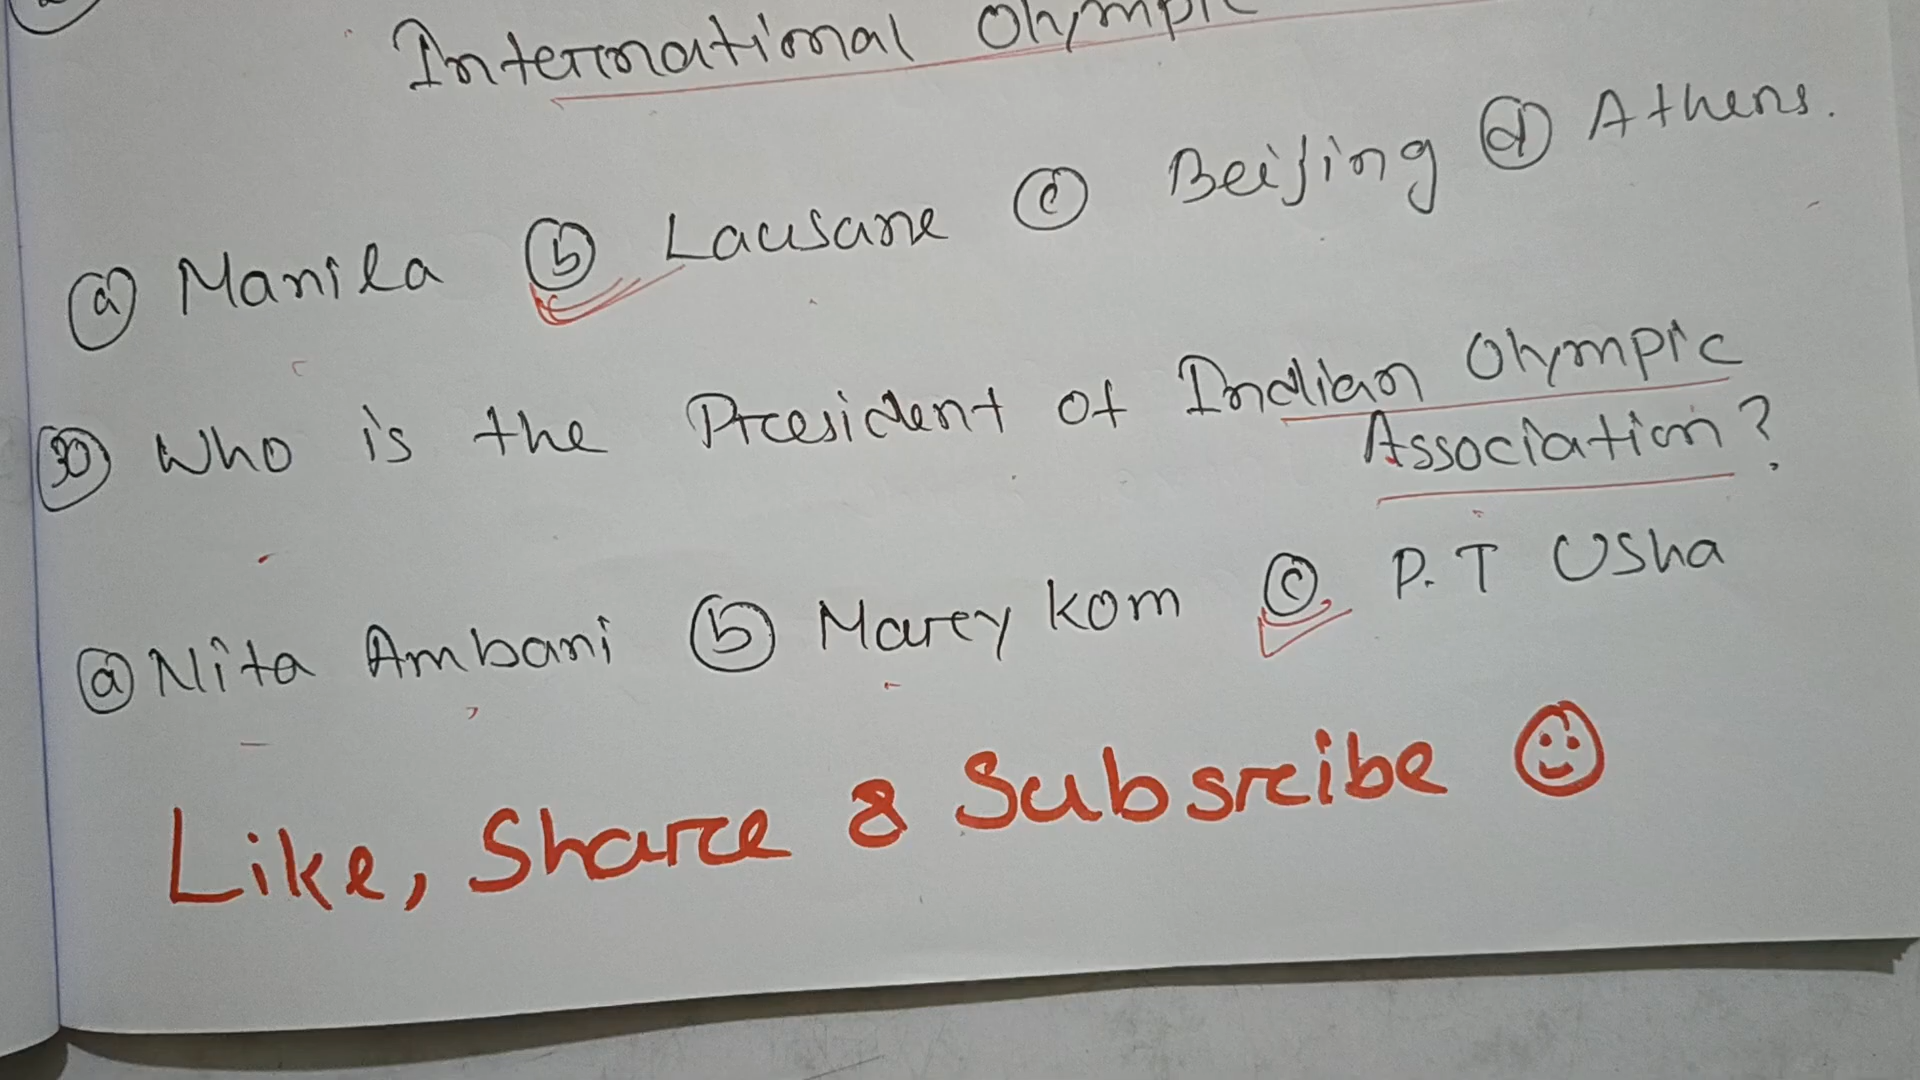 International Olympic
(a) Manila (b) Lausane (c) Beijing (d) Athens.
(30) Who is the President of Indian Olympic
Association?
(a) Nita Ambani (b) Marey Kom (c) P.T Usha
Like, Share & Subsreibe ☺